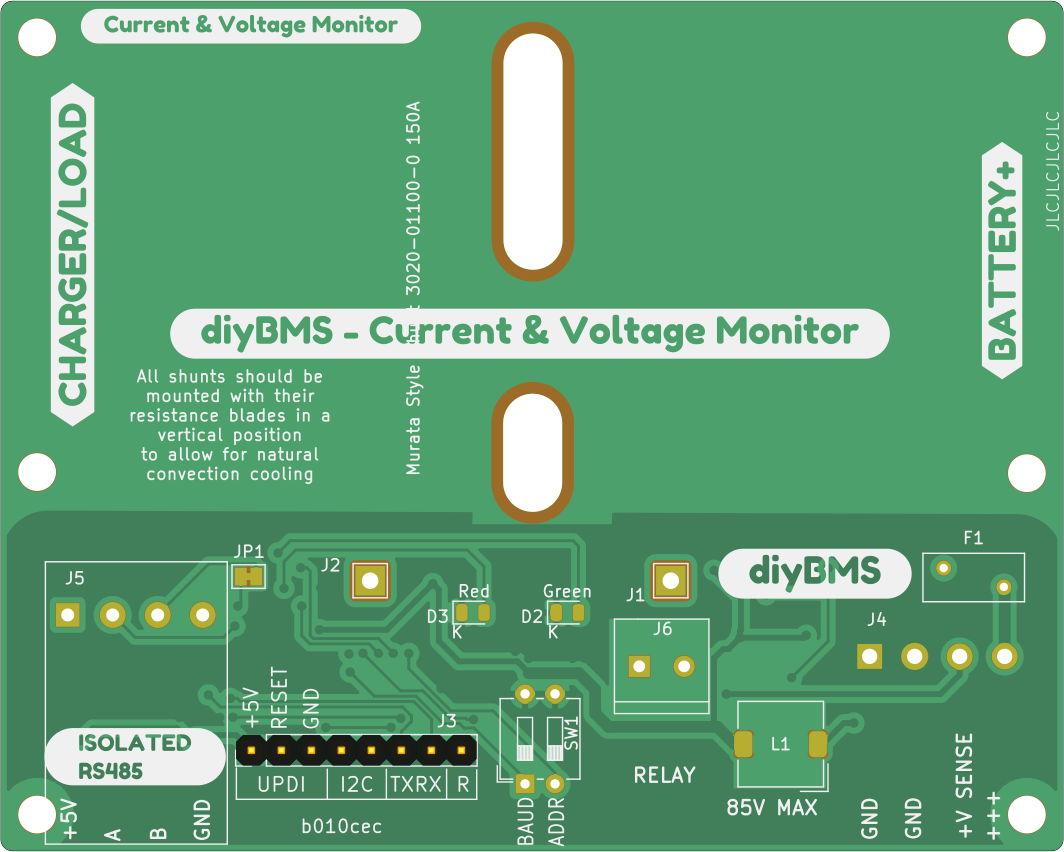 Current & Voltage Monitor
CHARGER/LOAD
BATTERY+
JLCJLCJLCJLC
Murata Style 3020-01100-0 150A
diyBMS - Current & Voltage Monitor
All shunts should be
mounted with their
resistance blades in a
vertical position
to allow for natural
convection cooling
JP1
J2
F1
J5
Red
Green
diyBMS
J1
D3
D2
J4
K
K
J6
+5V
RESET
GND
J3
SW1
ISOLATED
RS485
L1
UPDI
I2C
TXRX
R
RELAY
85V MAX
+5V
A
B
GND
b010cec
BAUD
ADDR
GND
GND
+V SENSE
+++